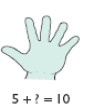 5 + ? = 10